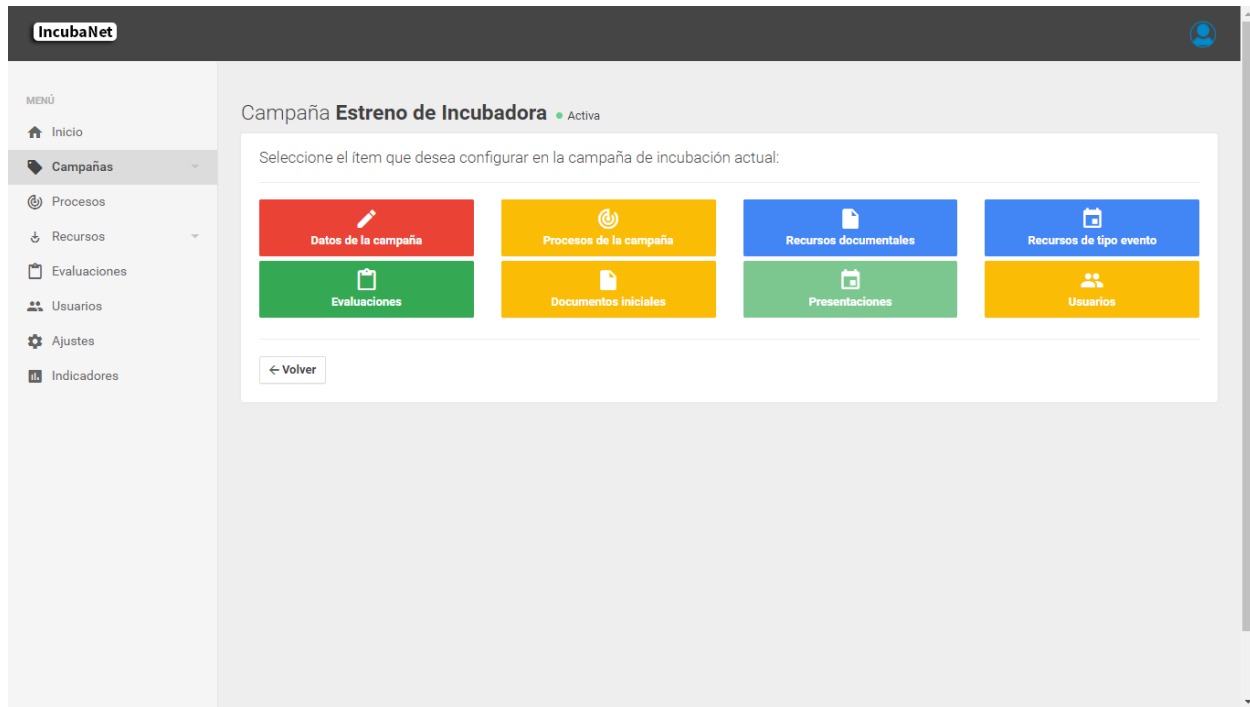 IncubaNet
MENÚ
Inicio
Campañas
Procesos
Recursos
Evaluaciones
Usuarios
Ajustes
Indicadores
Campaña Estreno de Incubadora • Activa
Seleccione el ítem que desea configurar en la campaña de incubación actual:
Datos de la campaña
Procesos de la campaña
Recursos documentales
Recursos de tipo evento
Evaluaciones
Documentos iniciales
Presentaciones
Usuarios
← Volver